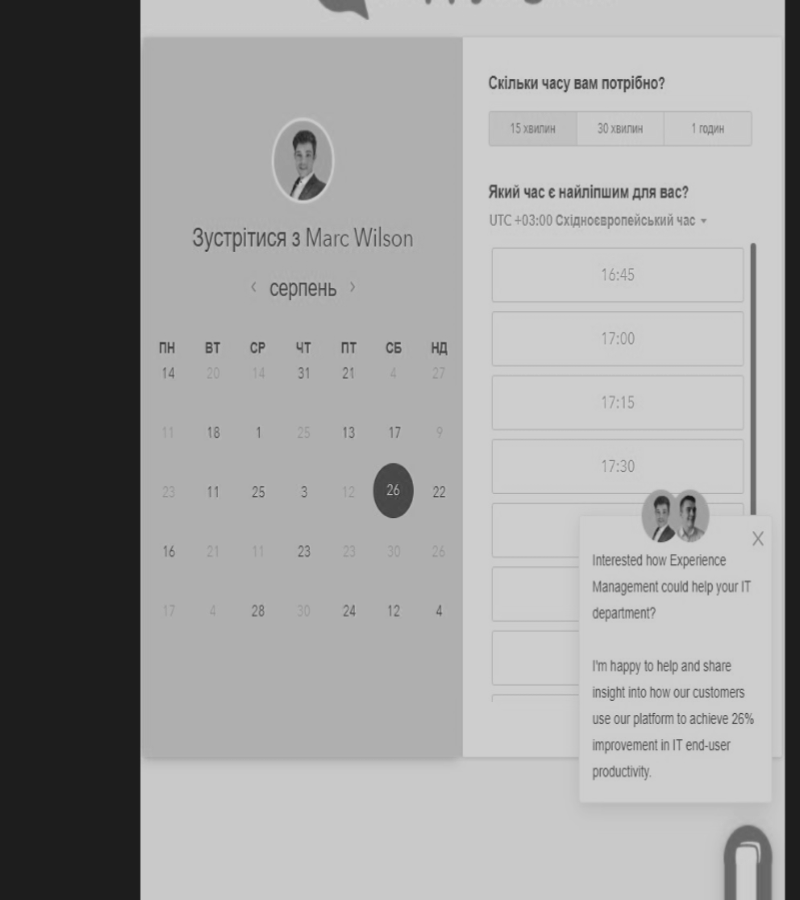 Зустрітися з Marc Wilson
серпень
ПН ВТ СР ЧТ ПТ СБ НД
14 20 14 31 21 4 27
11 18 1 25 13 17 9
23 11 25 3 12 26 22
16 21 11 23 23 30 26
17 4 28 30 24 12 4
Скільки часу вам потрібно?
15 хвилин 30 хвилин 1 годин
Який час є найліпшим для вас?
UTC +03:00 Східноєвропейський час
16:45
17:00
17:15
17:30
X
Interested how Experience
Management could help your IT
department?
I'm happy to help and share
insight into how our customers
use our platform to achieve 26%
improvement in IT end-user
productivity.